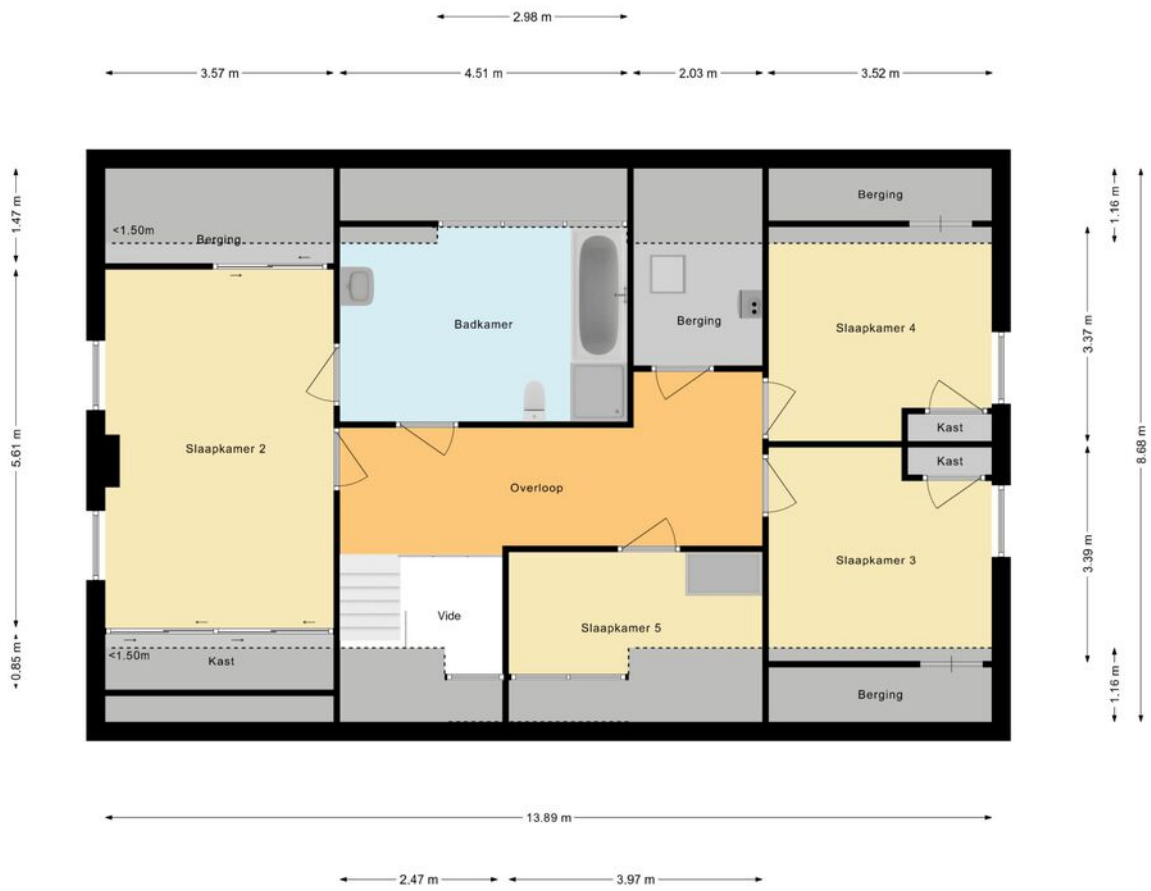 2.98 m
3.57 m
4.51 m
2.03 m
3.52 m
1.47 m
5.61 m
0.85 m
<1.50m
Berging
Badkamer
Berging
Berging
Slaapkamer 4
Kast
Kast
Slaapkamer 2
Overloop
Slaapkamer 3
Slaapkamer 5
Vide
<1.50m
Kast
Berging
1.16 m
3.37 m
3.39 m
1.16 m
8.68 m
13.89 m
2.47 m
3.97 m